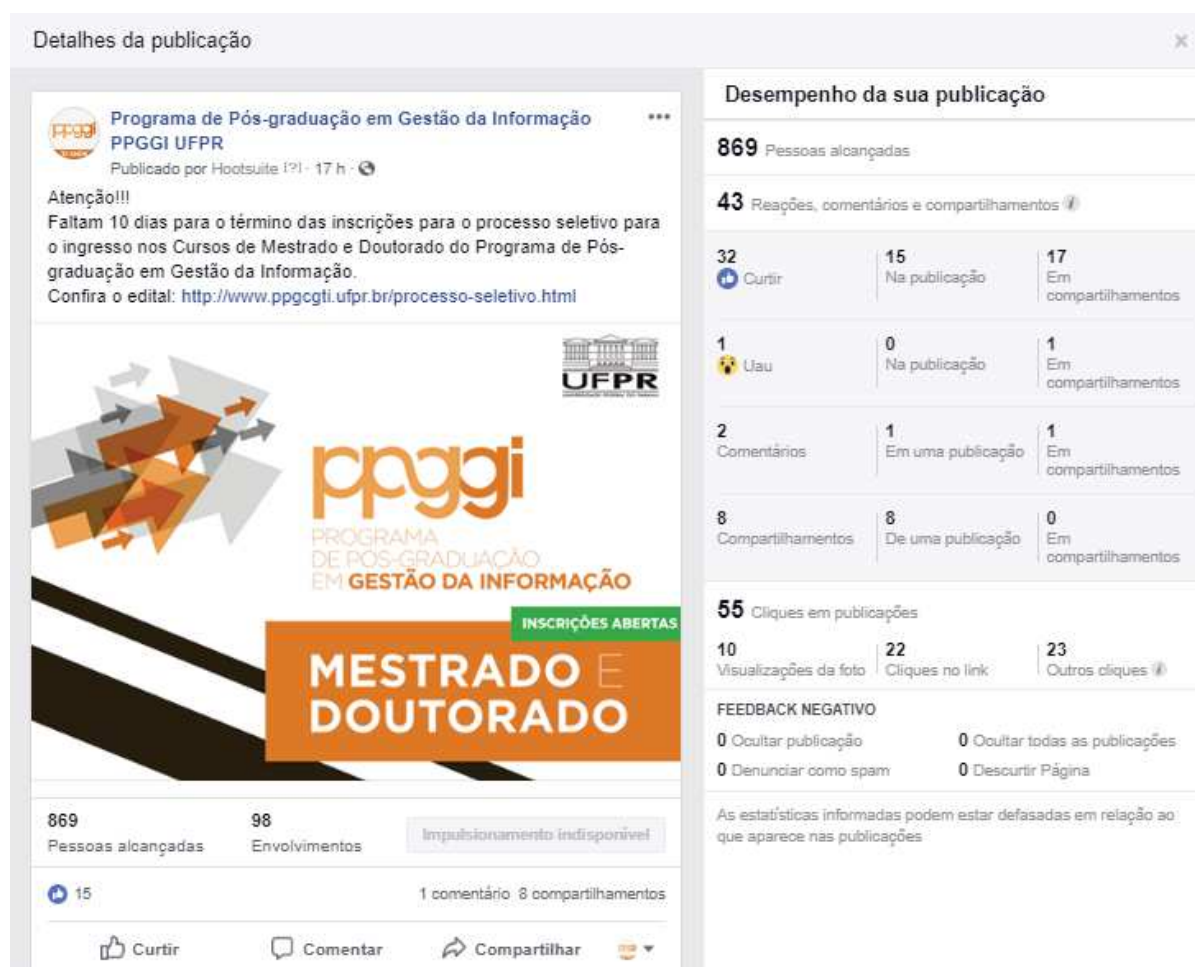 Detalhes da publicação
×
Programa de Pós-graduação em Gestão da Informação
PPGGI UFPR
Publicado por Hootsuite [?] · 17 h ·
Atenção!!!
Faltam 10 dias para o término das inscrições para o processo seletivo para
o ingresso nos Cursos de Mestrado e Doutorado do Programa de Pós-
graduação em Gestão da Informação.
Confira o edital: http://www.ppgcgti.ufpr.br/processo-seletivo.html
UFPR
ppggi
PROGRAMA
DE PÓS-GRADUAÇÃO
EM GESTÃO DA INFORMAÇÃO
INSCRIÇÕES ABERTAS
MESTRADO E
DOUTORADO
869
Pessoas alcançadas
98
Envolvimentos
Impulsionamento indisponível
15
1 comentário 8 compartilhamentos
Curtir
Comentar
Compartilhar
Desempenho da sua publicação
869 Pessoas alcançadas
43 Reações, comentários e compartilhamentos
32
Curtir
15
Na publicação
17
Em
compartilhamentos
1
Uau
0
Na publicação
1
Em
compartilhamentos
2
Comentários
1
Em uma publicação
1
Em
compartilhamentos
8
Compartilhamentos
8
De uma publicação
0
Em
compartilhamentos
55 Cliques em publicações
10
Visualizações da foto
22
Cliques no link
23
Outros cliques
FEEDBACK NEGATIVO
0 Ocultar publicação
0 Ocultar todas as publicações
0 Denunciar como spam
0 Descurtir Página
As estatísticas informadas podem estar defasadas em relação ao
que aparece nas publicações